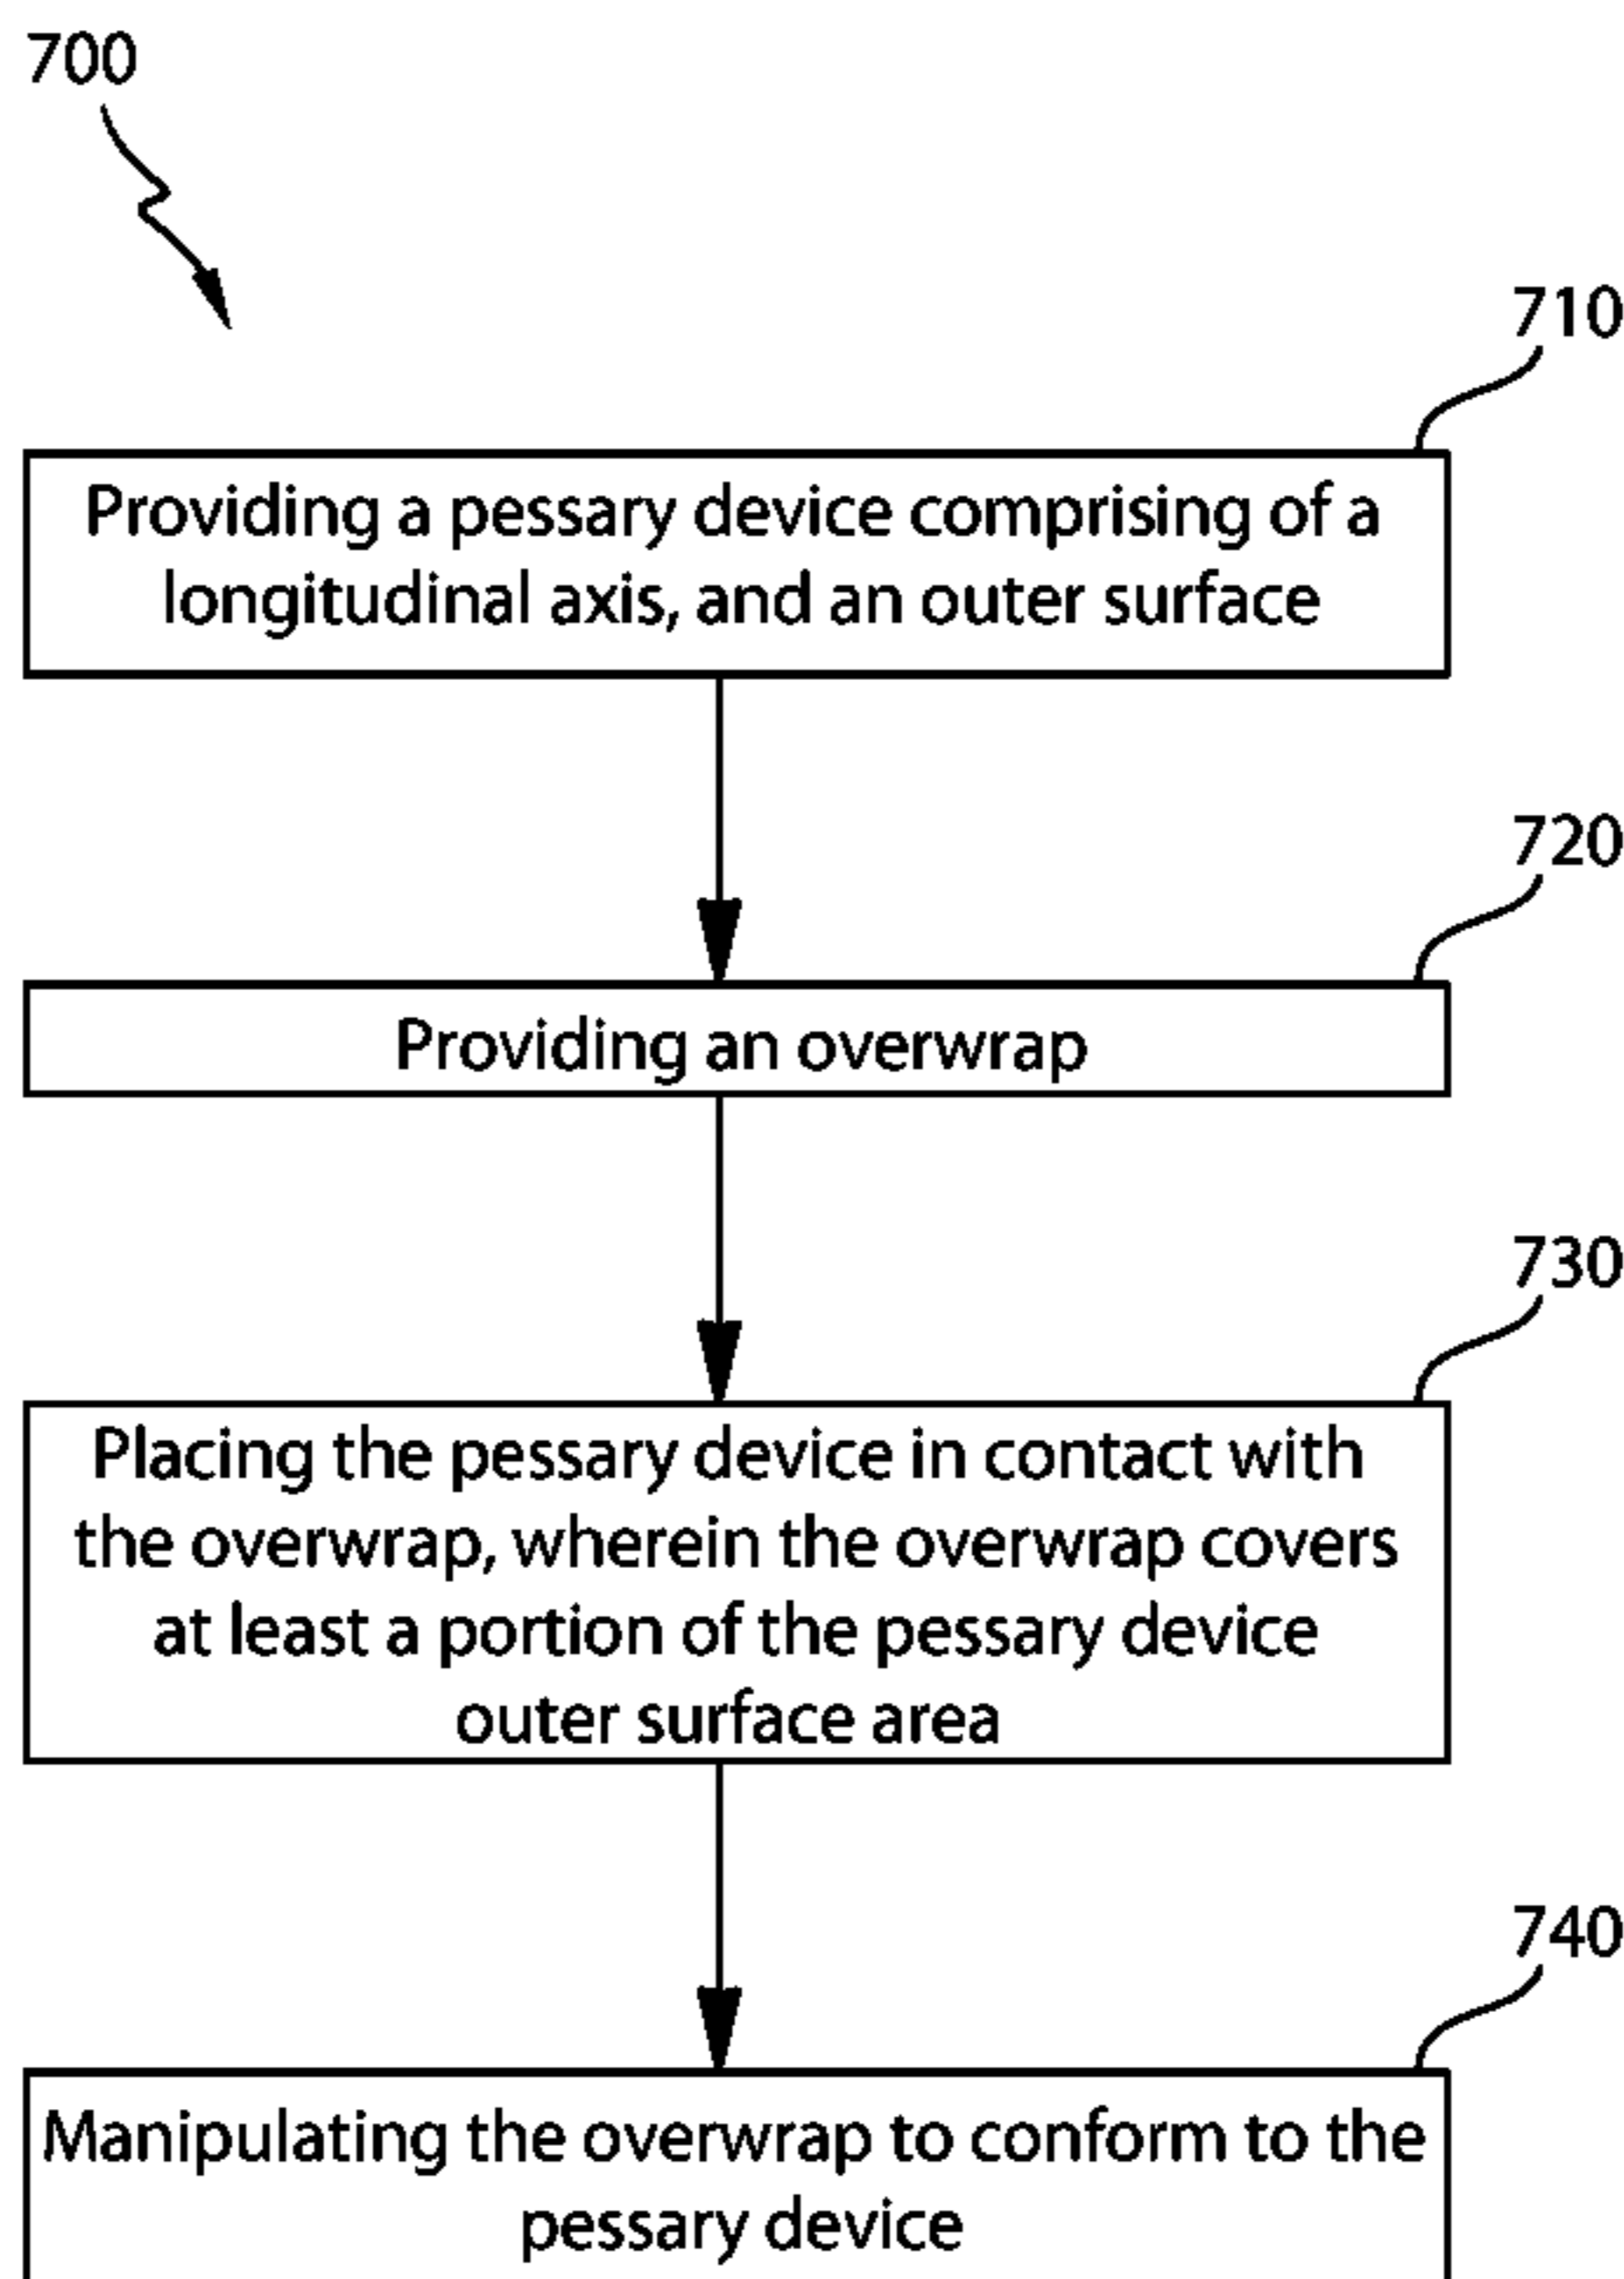 700
710
Providing a pessary device comprising of a
longitudinal axis, and an outer surface
720
Providing an overwrap
730
Placing the pessary device in contact with
the overwrap, wherein the overwrap covers
at least a portion of the pessary device
outer surface area
740
Manipulating the overwrap to conform to the
pessary device